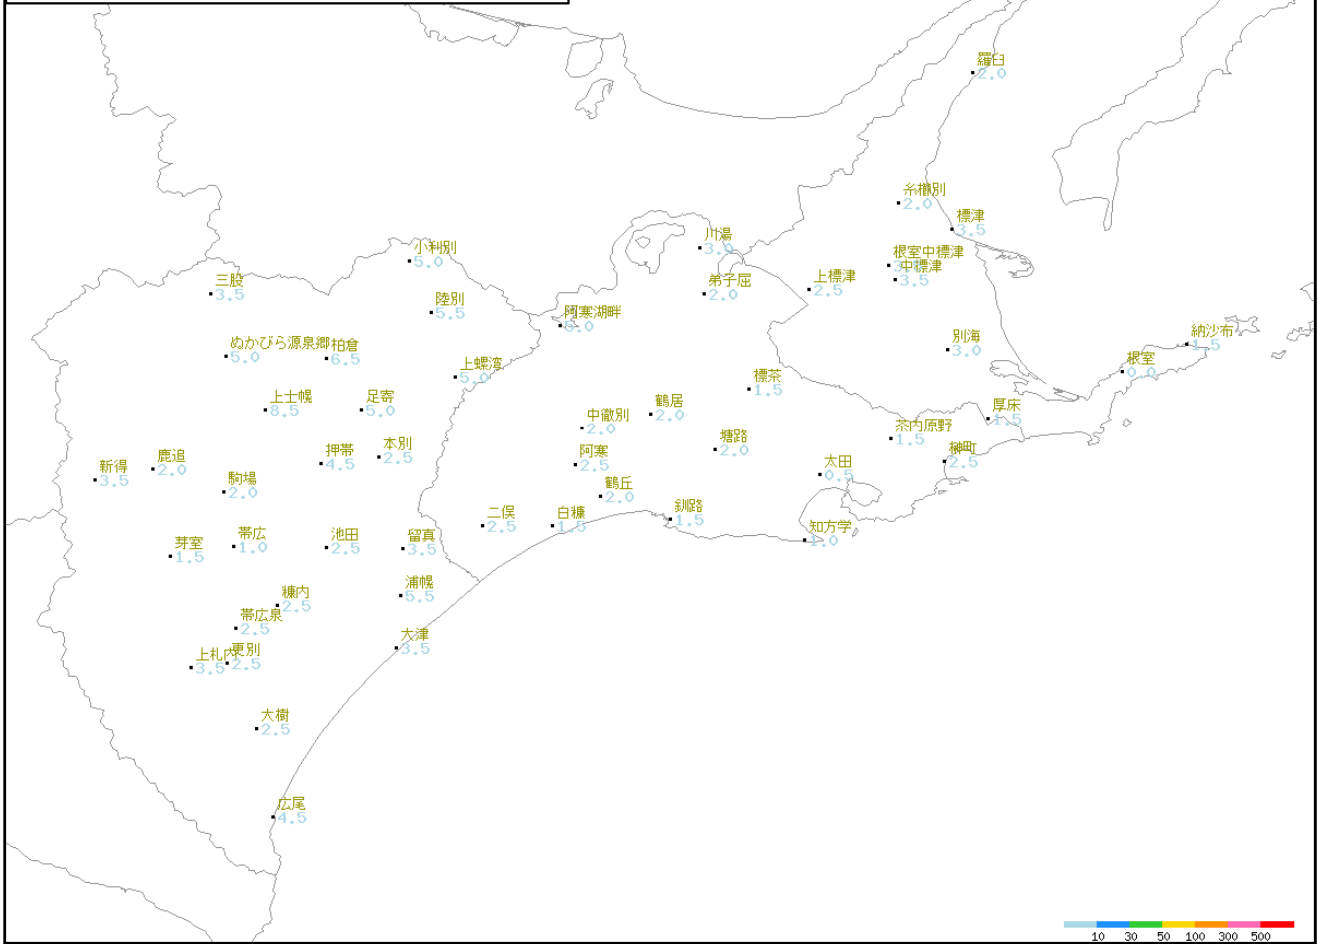 羅臼
2.0
糸櫛別
2.0
標津
3.5
川湯
3.0
小利別
5.0
根室中標津
中標津
3.5
三股
3.5
弟子屈
2.0
上標津
2.5
陸別
5.5
阿寒湖畔
6.0
納沙布
1.5
ぬかびら源泉郷
5.0
柏倉
6.5
別海
3.0
根室
0.0
上螺湾
5.0
標茶
1.5
上士幌
8.5
足寄
5.0
鶴居
2.0
厚床
1.5
中徹別
2.0
茶内原野
1.5
本別
2.5
塘路
2.0
押帯
4.5
阿寒
2.5
榊町
2.5
鹿追
2.0
新得
3.5
太田
0.5
駒場
2.0
鶴丘
2.0
二俣
2.5
白糠
1.5
釧路
1.5
知方学
1.0
帯広
1.0
池田
2.5
留真
3.5
芽室
1.5
浦幌
5.5
糠内
2.5
帯広泉
2.5
大津
3.5
上札内
3.5
更別
2.5
大樹
2.5
広尾
4.5
10 30 50 100 300 500